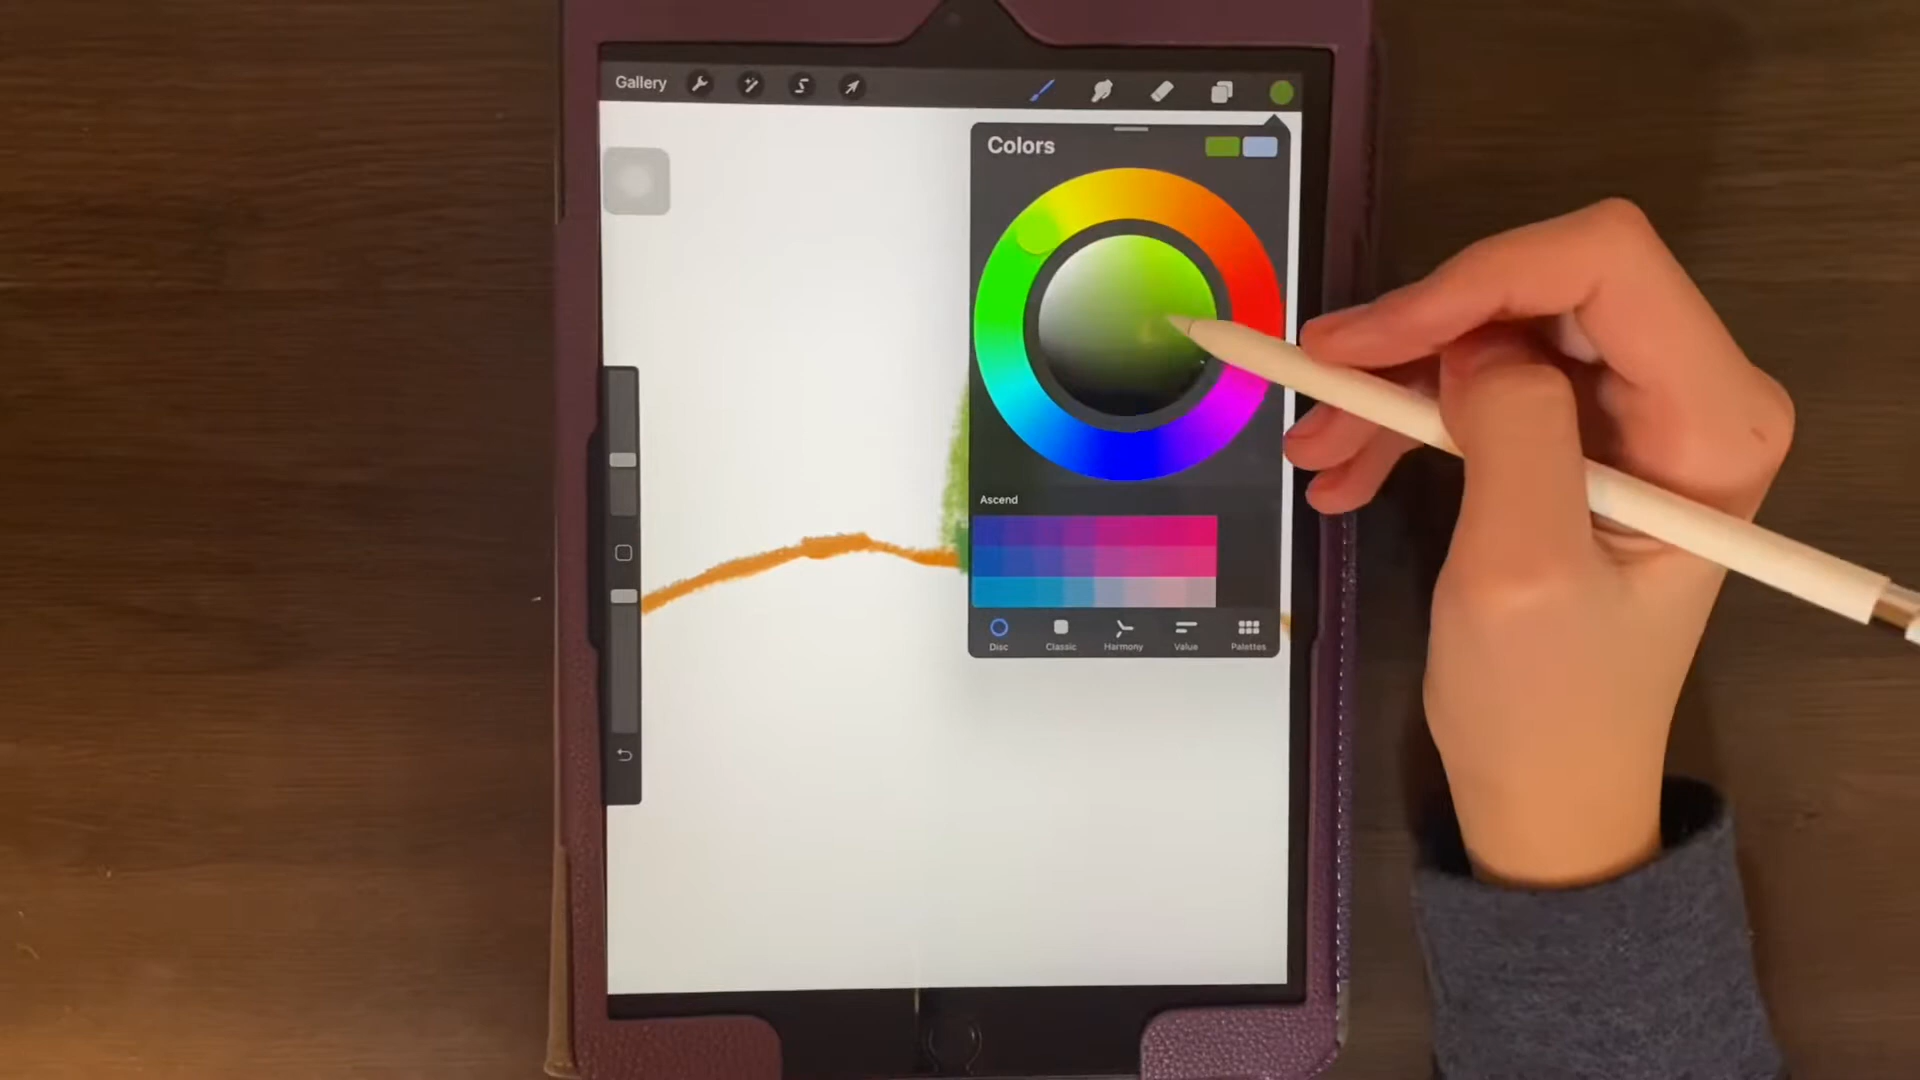 Gallery
Colors
Ascend
Disc
Classic
Harmony
Value
Palettes